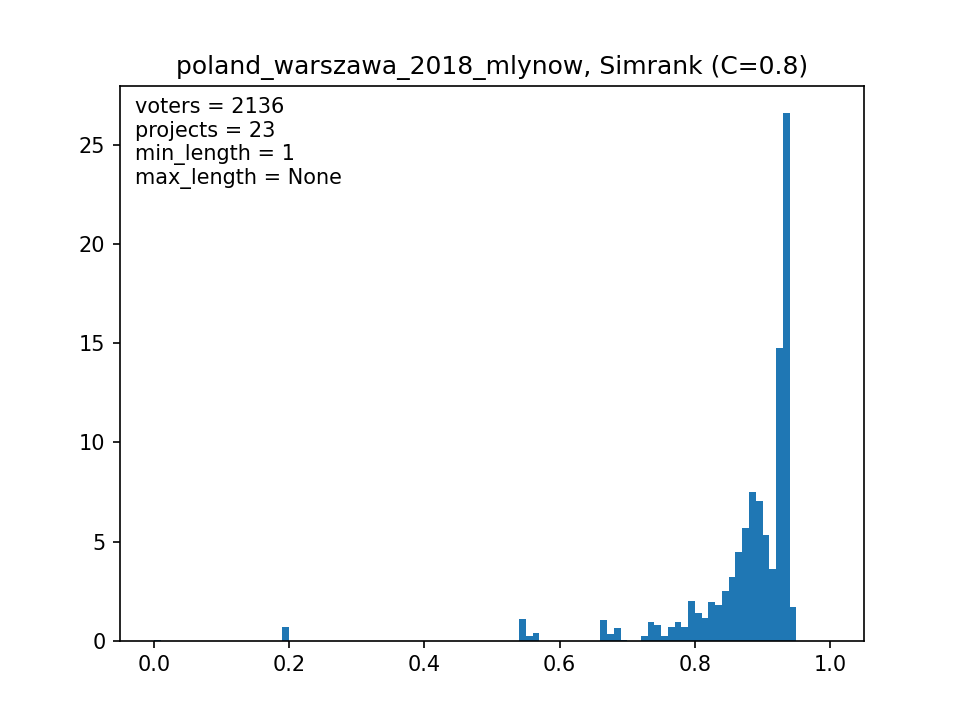 poland_warszawa_2018_mlynow, Simrank (C=0.8)
voters = 2136
projects = 23
min_length = 1
max_length = None
25
20
15
10
5
0
0.0 0.2 0.4 0.6 0.8 1.0